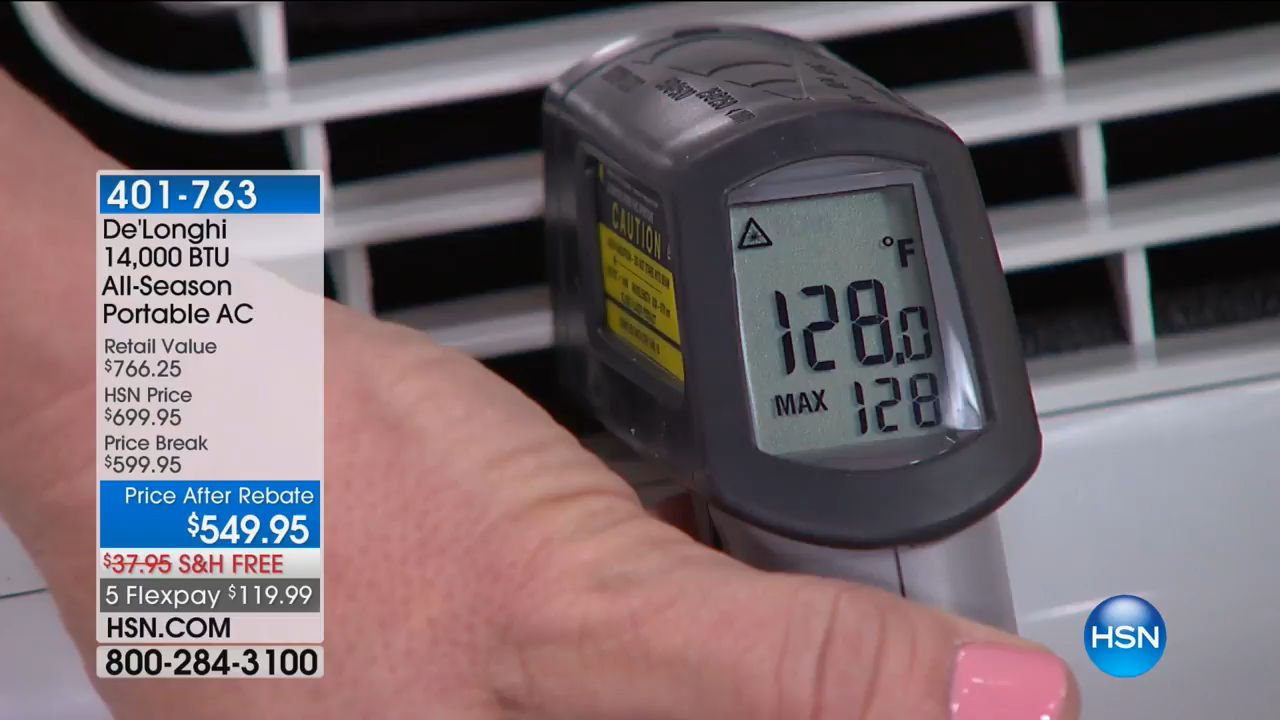 401-763
De'Longhi
14,000 BTU
All-Season
Portable AC
Retail Value
$766.25
HSN Price
$699.95
Price Break
$599.95
Price After Rebate
$549.95
$37.95 S&H FREE
5 Flexpay $119.99
HSN.COM
800-284-3100
CAUTION
°F
128.0
MAX 128
HSN